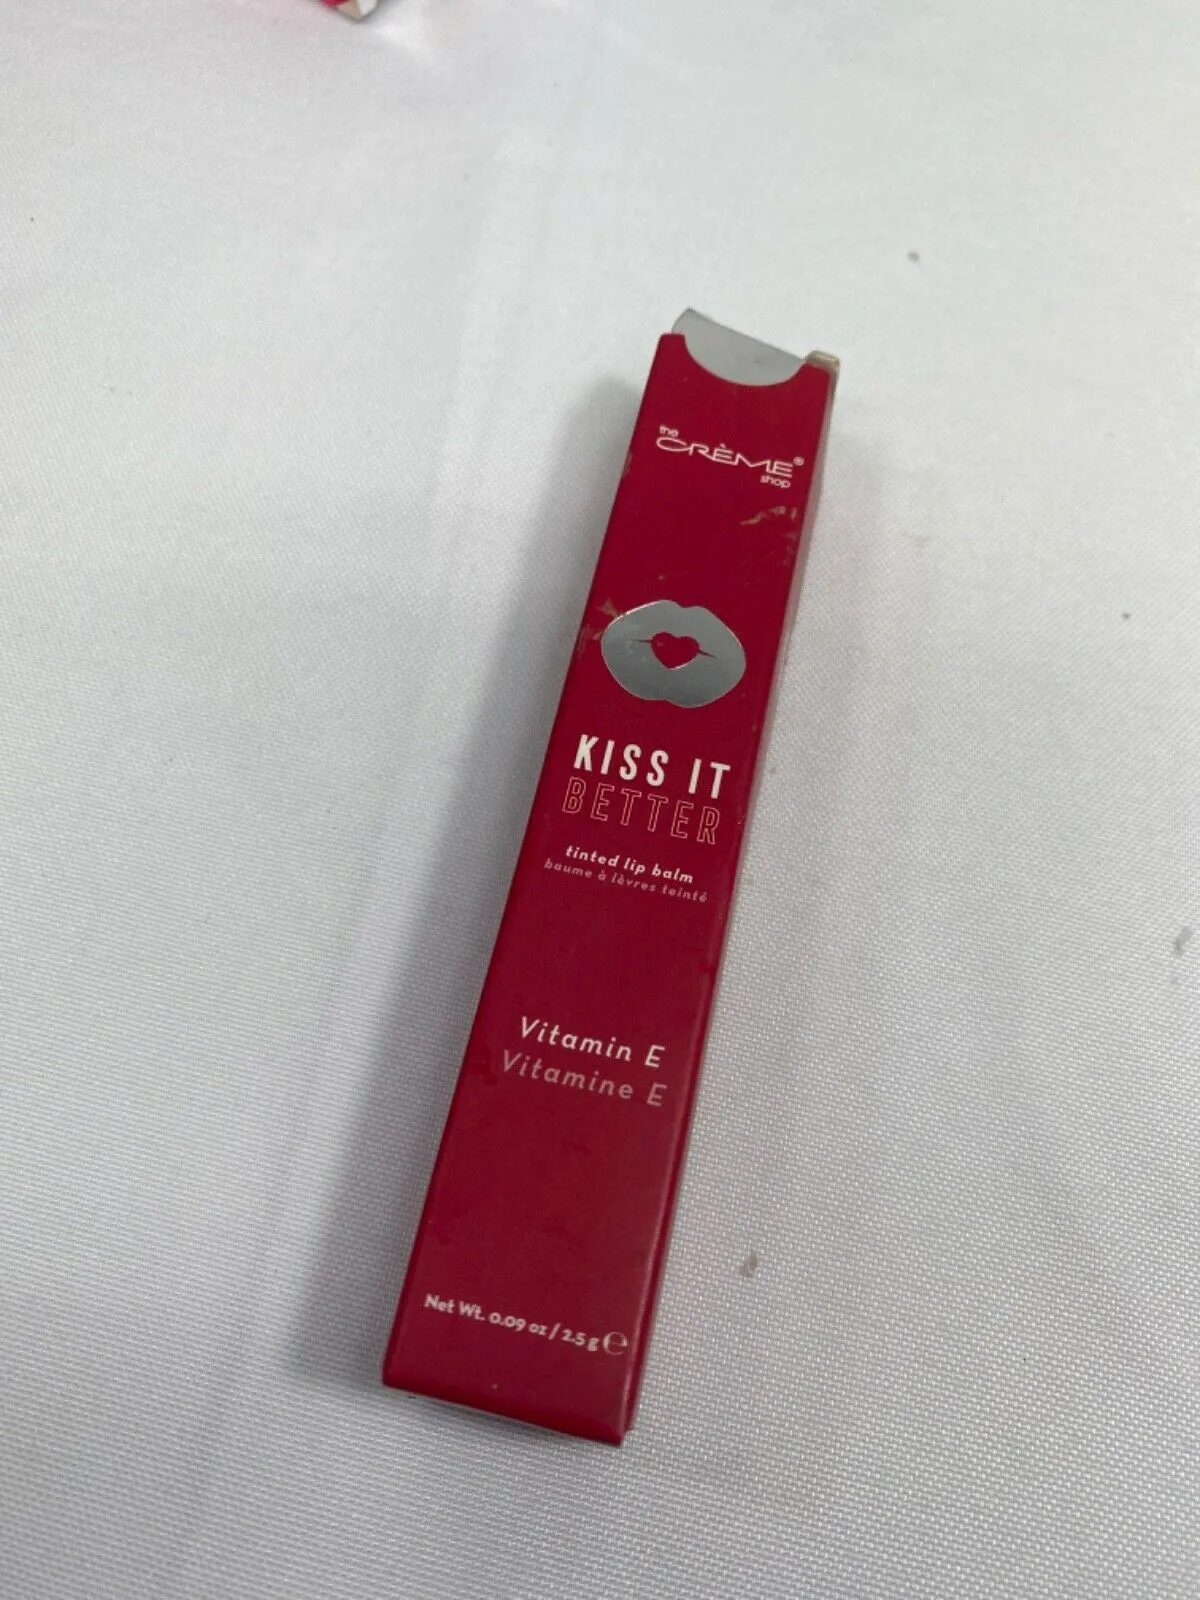 the
CRÈME®
shop
KISS IT
BETTER
tinted lip balm
baume à lèvres teinté
Vitamin E
Vitamine E
Net Wt. 0.09 oz / 2.5 g ℮